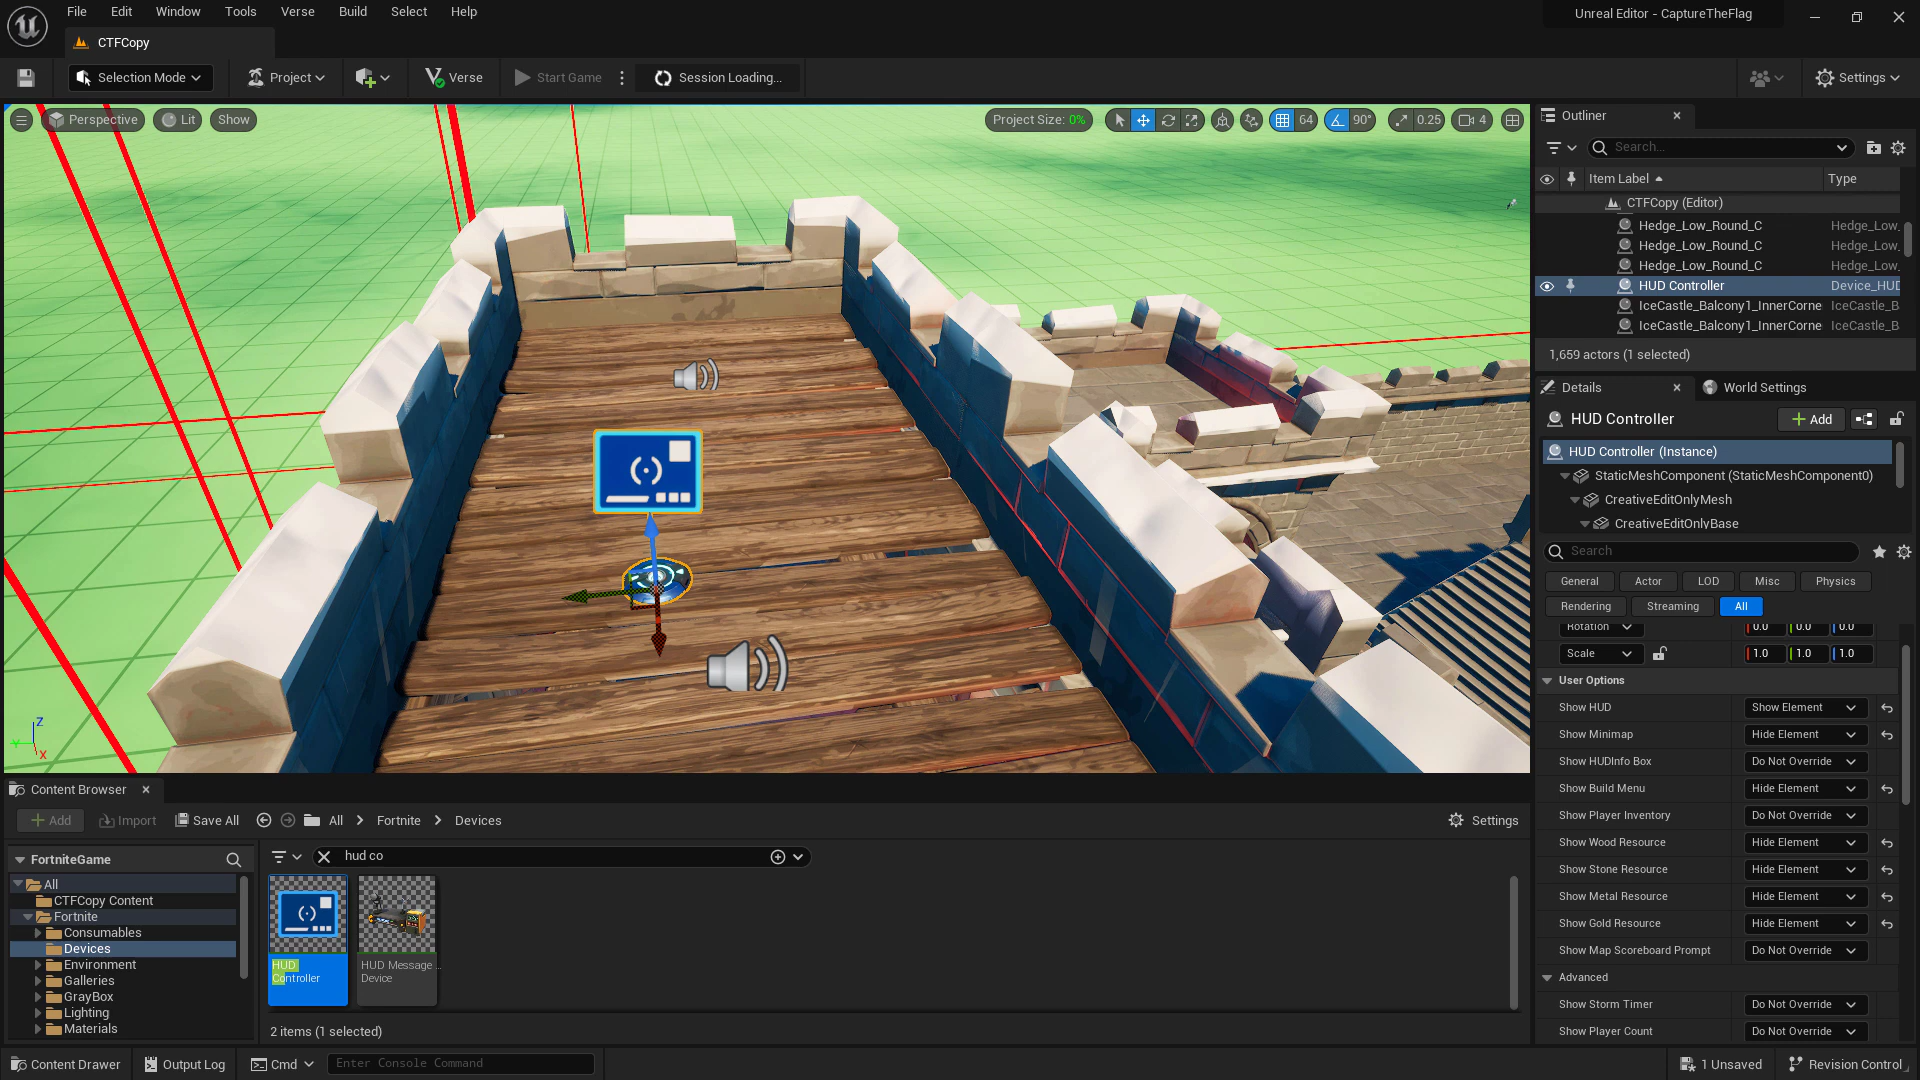 File Edit Window Tools Verse Build Select Help
Unreal Editor - CaptureTheFlag
CTFCopy
Selection Mode
Project
Verse
Start Game
Session Loading...
Settings
Perspective
Lit
Show
Project Size: 0%
64
90°
0.25
4
Z
Y
X
Outliner
Search...
Item Label
Type
CTFCopy (Editor)
Hedge_Low_Round_C Hedge_Low_
Hedge_Low_Round_C Hedge_Low_
Hedge_Low_Round_C Hedge_Low_
HUD Controller Device_HUD
IceCastle_Balcony1_InnerCorne IceCastle_B
IceCastle_Balcony1_InnerCorne IceCastle_B
1,659 actors (1 selected)
Details
World Settings
HUD Controller
Add
HUD Controller (Instance)
StaticMeshComponent (StaticMeshComponent0)
CreativeEditOnlyMesh
CreativeEditOnlyBase
Search
General Actor LOD Misc Physics
Rendering Streaming All
Rotation 0.0 0.0 0.0
Scale 1.0 1.0 1.0
User Options
Show HUD Show Element
Show Minimap Hide Element
Show HUDInfo Box Do Not Override
Show Build Menu Hide Element
Show Player Inventory Do Not Override
Show Wood Resource Hide Element
Show Stone Resource Hide Element
Show Metal Resource Hide Element
Show Gold Resource Hide Element
Show Map Scoreboard Prompt Do Not Override
Advanced
Show Storm Timer Do Not Override
Show Player Count Do Not Override
Content Browser
Add
Import
Save All
All
Fortnite
Devices
Settings
FortniteGame
All
CTFCopy Content
Fortnite
Consumables
Devices
Environment
Galleries
GrayBox
Lighting
Materials
hud co
HUD
Controller
HUD Message ...
Device
2 items (1 selected)
Content Drawer
Output Log
Cmd
Enter Console Command
1 Unsaved
Revision Control